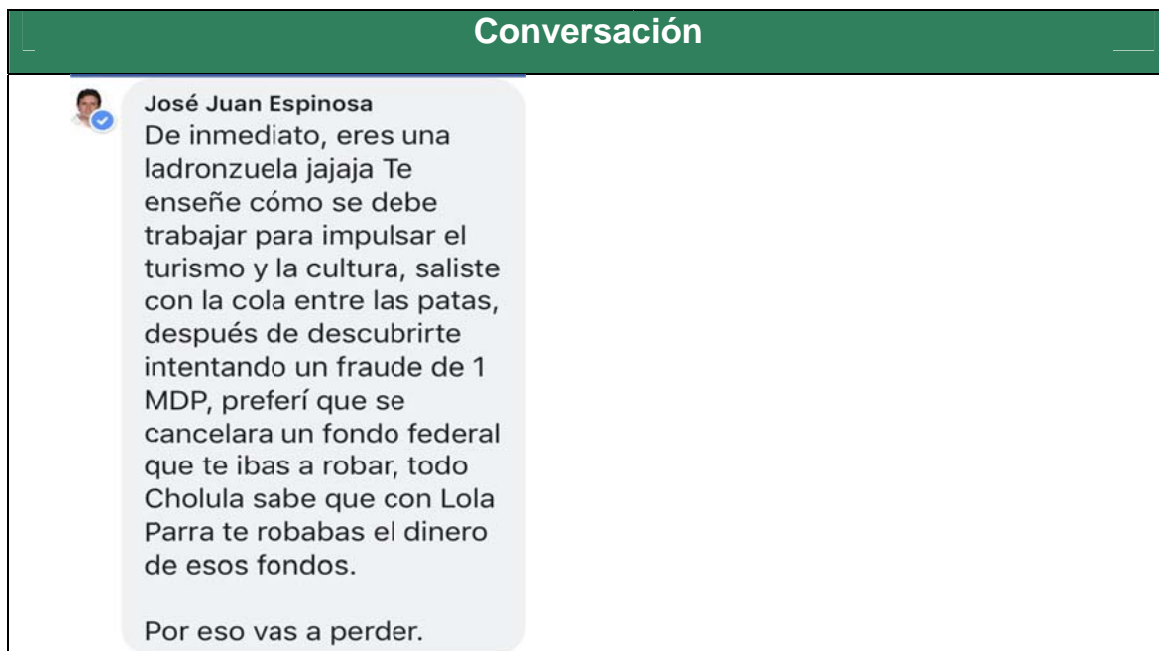 Conversación
José Juan Espinosa
De inmediato, eres una
ladronzuela jajaja Te
enseñe cómo se debe
trabajar para impulsar el
turismo y la cultura, saliste
con la cola entre las patas,
después de descubrirte
intentando un fraude de 1
MDP, preferí que se
cancelara un fondo federal
que te ibas a robar, todo
Cholula sabe que con Lola
Parra te robabas el dinero
de esos fondos.
Por eso vas a perder.